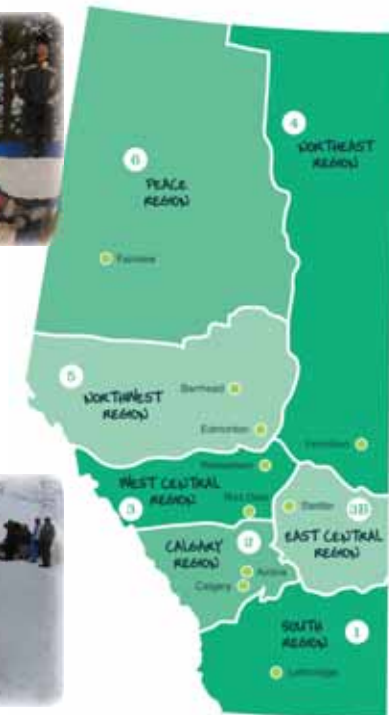 4
NORTHEAST
REGION
6
PEACE
REGION
Fairview
5
NORTHWEST
REGION
Barrhead
Edmonton
Vermilion
Wetaskiwin
WEST CENTRAL
REGION
3
Red Deer
Stettler
3B
EAST CENTRAL
REGION
CALGARY
REGION
2
Airdrie
Calgary
SOUTH
REGION
1
Lethbridge